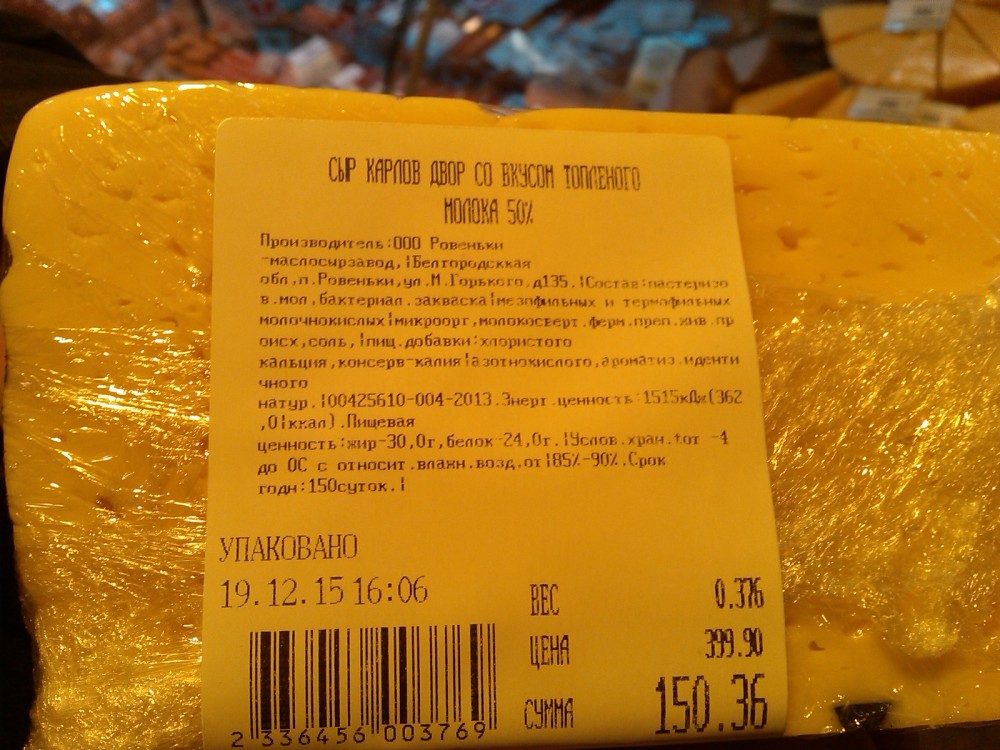 СЫР КАРЛОВ ДВОР СО ВКУСОМ ТОПЛЕНОГО
МОЛОКА 50%
Производитель:ООО Ровеньки
-маслосырзавод,|Белгородсккая
обл,п.Ровеньки,ул.М.Горького,д135.|Состав:пастеризо
в.мол,бактериал.закваска|мезофильных и термофильных
молочнокислых|микроорг,молокосверт.ферм.преп.жив.пр
оисх,соль,|пищ.добавки:хлористого
кальция,консерв-калия|азотнокислого,ароматиз.иденти
чного
натур.|00425610-004-2013.Энерг.ценность:1515кДж(362
,0|ккал).Пищевая
ценность:жир-30,0г,белок-24,0г.|Услов.хран.tот -4
до 0С с относит.влажн.возд.от|85%-90%.Срок
годн:150суток.|
УПАКОВАНО
19.12.15 16:06
ВЕС 0.376
ЦЕНА 399.90
СУММА 150.36
2 336456 003769